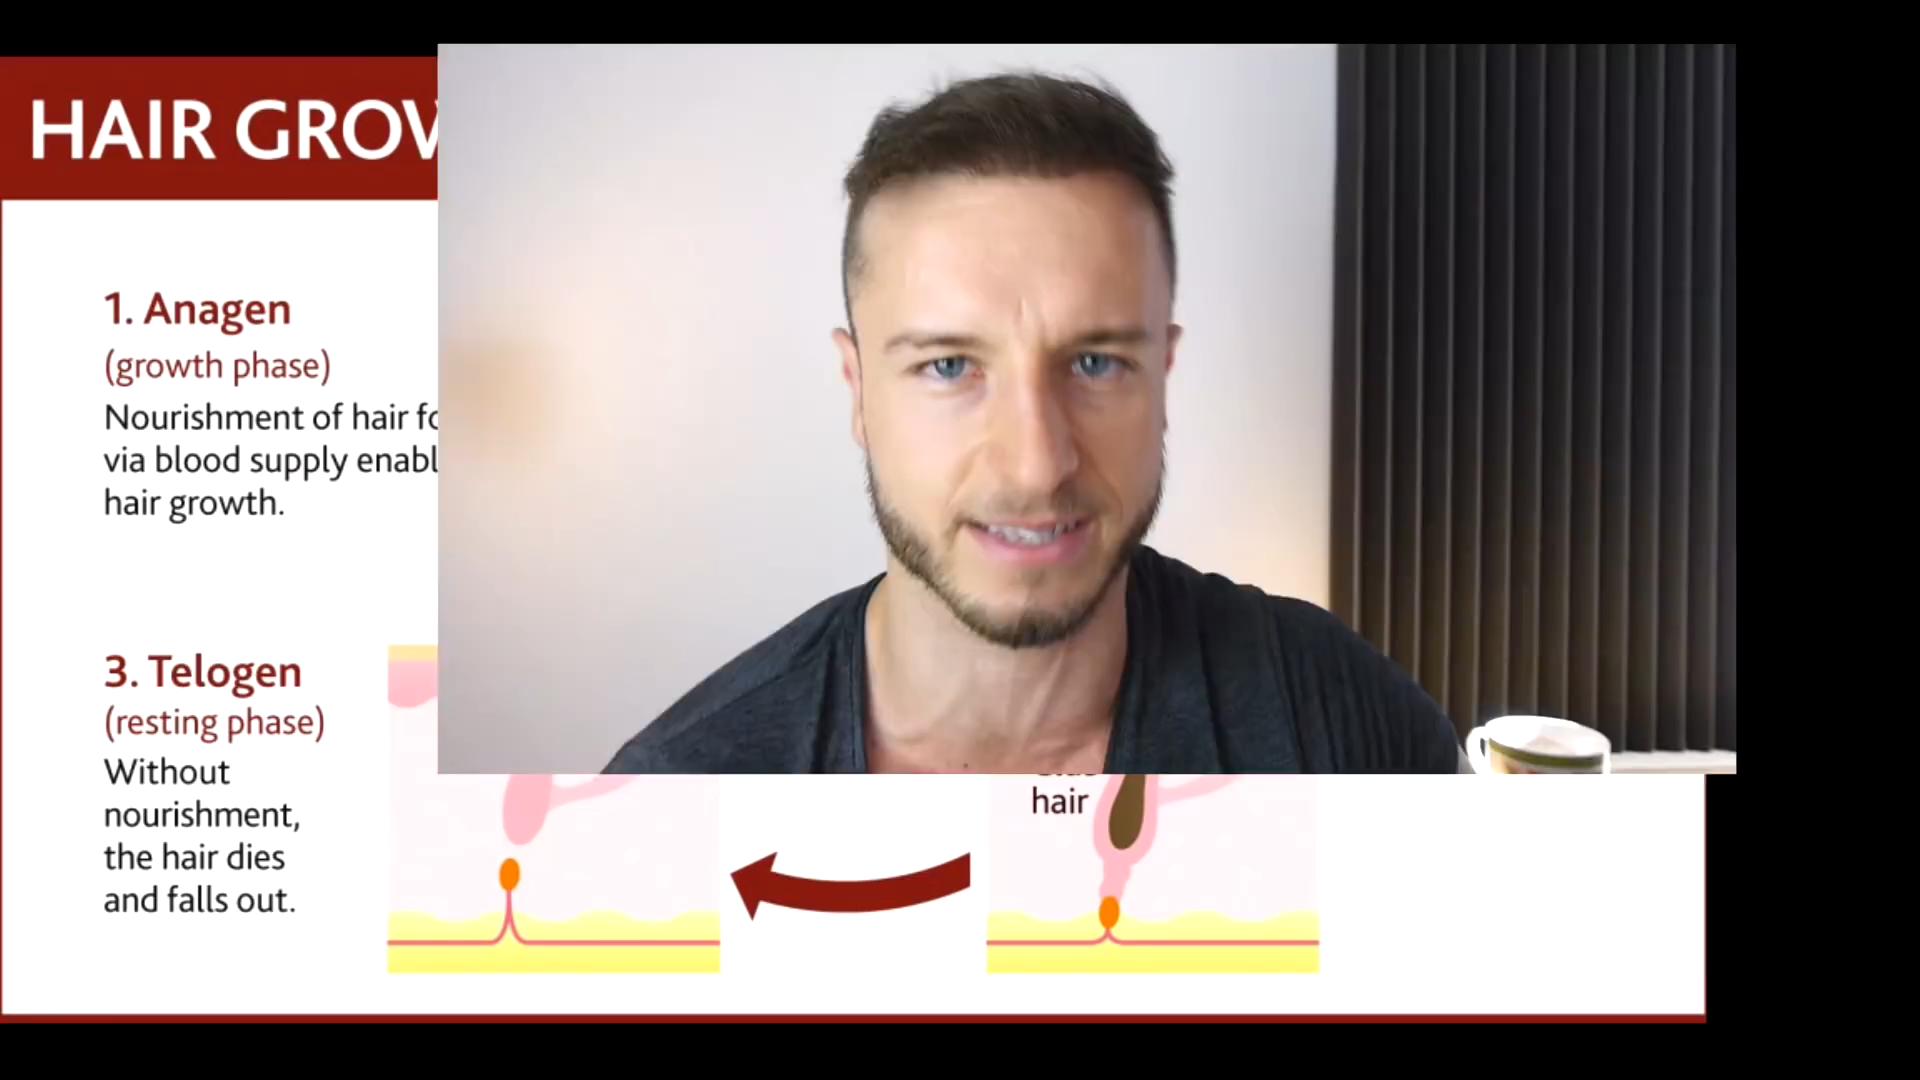 HAIR GROW
1. Anagen
(growth phase)
Nourishment of hair fo
via blood supply enabl
hair growth.
3. Telogen
(resting phase)
Without
nourishment,
the hair dies
and falls out.
hair